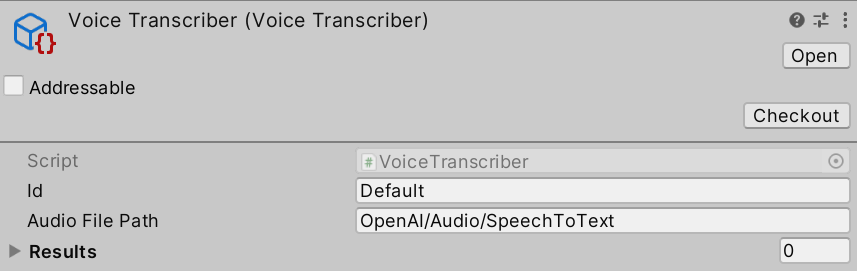 Voice Transcriber (Voice Transcriber)
Open
Addressable
Checkout
Script # VoiceTranscriber
Id Default
Audio File Path OpenAI/Audio/SpeechToText
Results 0